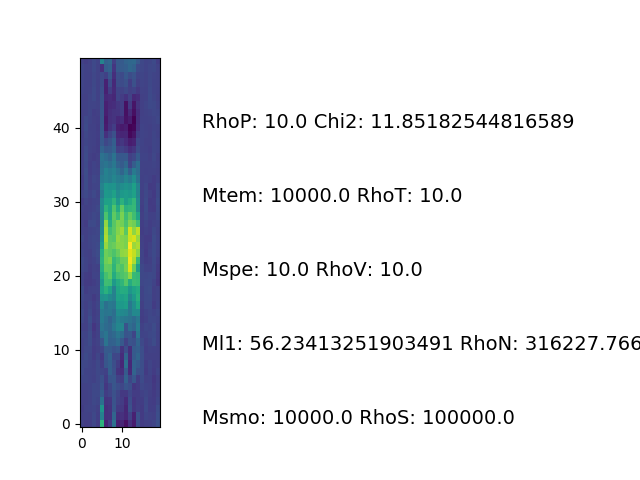 RhoP: 10.0 Chi2: 11.85182544816589
40
Mtem: 10000.0 RhoT: 10.0
30
Mspe: 10.0 RhoV: 10.0
20
Ml1: 56.23413251903491 RhoN: 316227.766
10
Msmo: 10000.0 RhoS: 100000.0
0
0 10